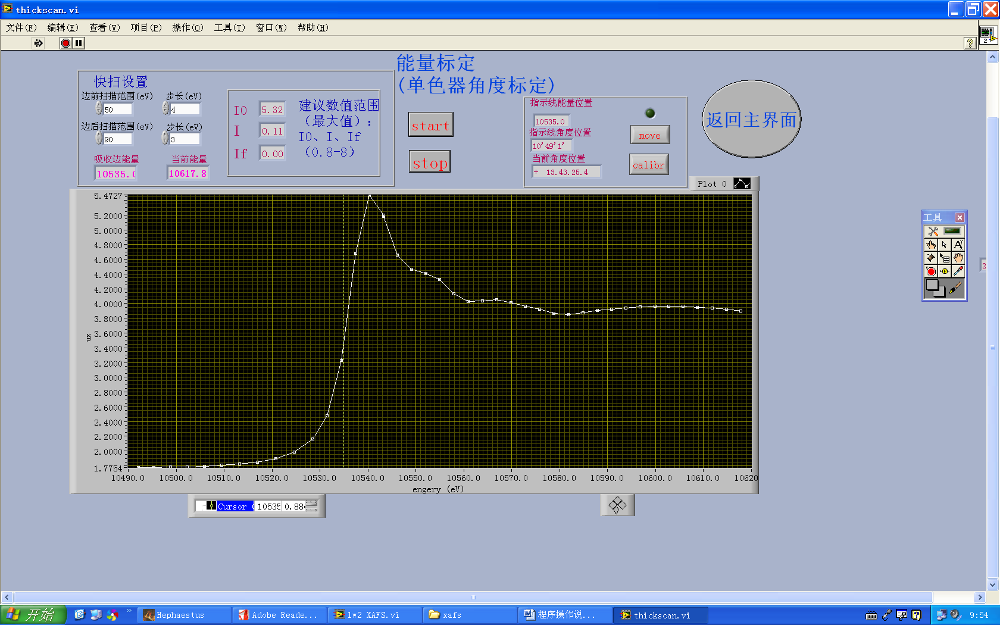 thickscan.vi
文件(F) 编辑(E) 查看(V) 项目(P) 操作(O) 工具(T) 窗口(W) 帮助(H)
2
能量标定
(单色器角度标定)
快扫设置
边前扫描范围(eV) 步长(eV)
50 4
边后扫描范围(eV) 步长(eV)
90 3
吸收边能量 当前能量
10535. 10617.8
I0 5.32
I 0.11
If 0.00
建议数值范围
(最大值):
I0、I、If
(0.8-8)
start
stop
指示线能量位置
10535.0
指示线角度位置
10'49'1'
当前角度位置
+ 13.43.25.4
move
calibr
返回主界面
Plot 0
5.4727
5.2000
5.0000
4.8000
4.6000
4.4000
4.2000
4.0000
3.8000
3.6000
3.4000
3.2000
3.0000
2.8000
2.6000
2.4000
2.2000
2.0000
1.7754
ux
10490.0 10500.0 10510.0 10520.0 10530.0 10540.0 10550.0 10560.0 10570.0 10580.0 10590.0 10600.0 10610.0 10620
engery (eV)
Cursor 10535 0.88
工具
A
2
开始
Hephaestus
Adobe Reade...
1w2 XAFS.vi
xafs
程序操作说...
thickscan.vi
9:54